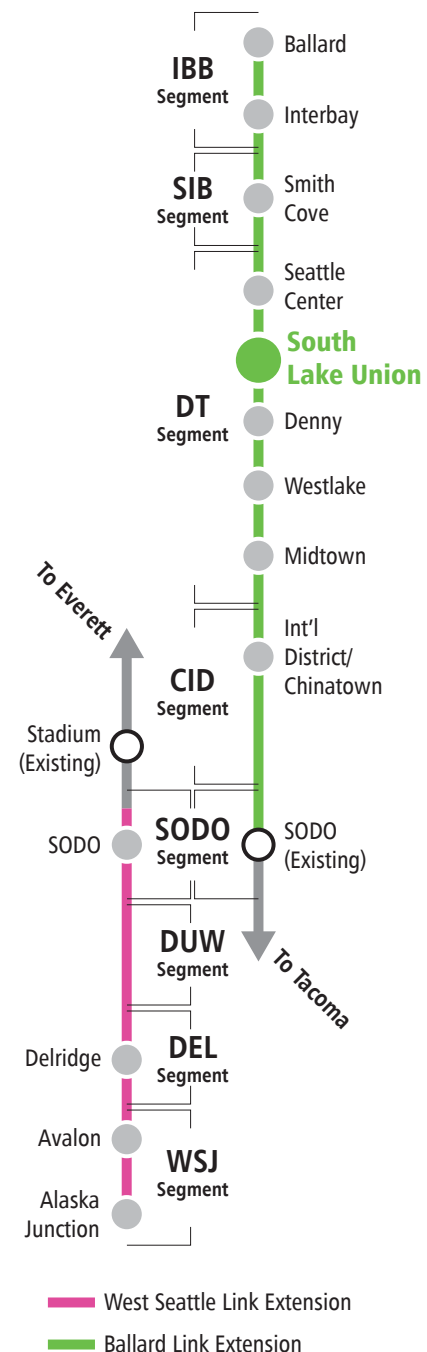 IBB
Segment
Ballard
Interbay
SIB
Segment
Smith
Cove
Seattle
Center
South
Lake Union
DT
Segment
Denny
Westlake
Midtown
To Everett
Int'l
District/
Chinatown
CID
Segment
Stadium
(Existing)
SODO
SODO
Segment
SODO
(Existing)
DUW
Segment
To Tacoma
Delridge
DEL
Segment
Avalon
WSJ
Segment
Alaska
Junction
West Seattle Link Extension
Ballard Link Extension